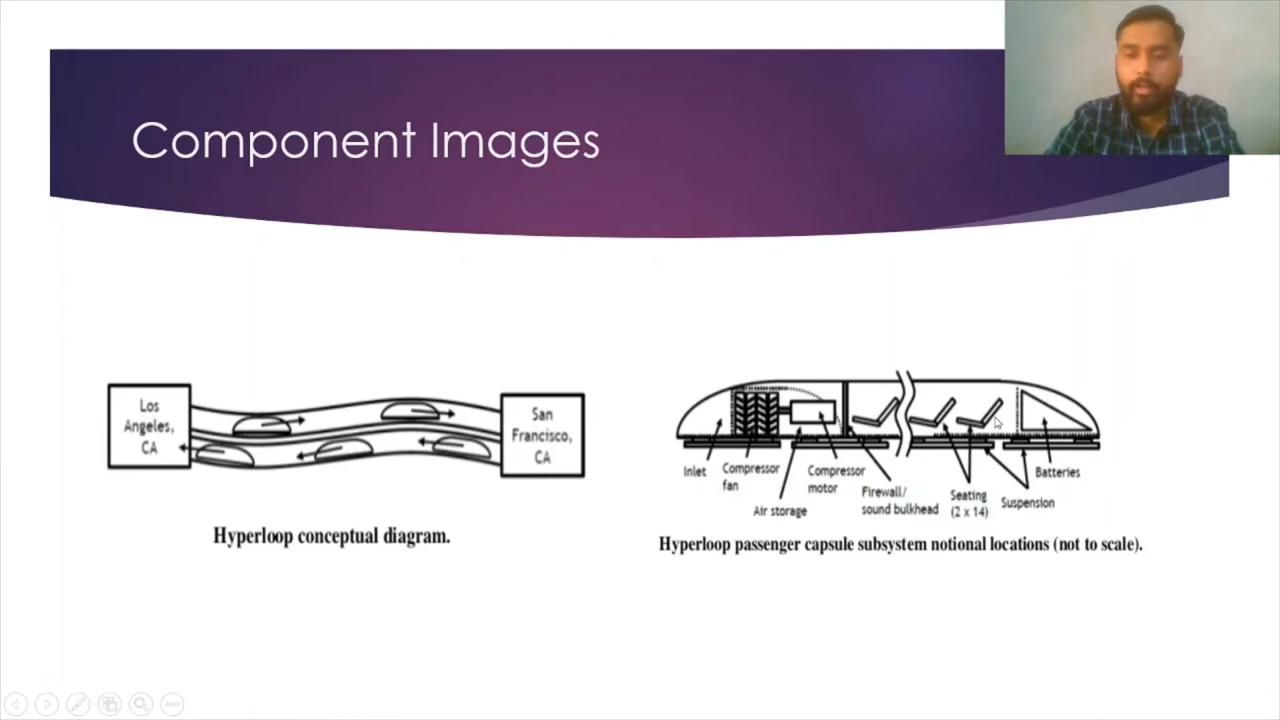 Component Images
Los
Angeles,
CA
San
Francisco,
CA
Hyperloop conceptual diagram.
Inlet
Compressor
fan
Air storage
Compressor
motor
Firewall/
sound bulkhead
Seating
(2 x 14)
Suspension
Batteries
Hyperloop passenger capsule subsystem notional locations (not to scale).